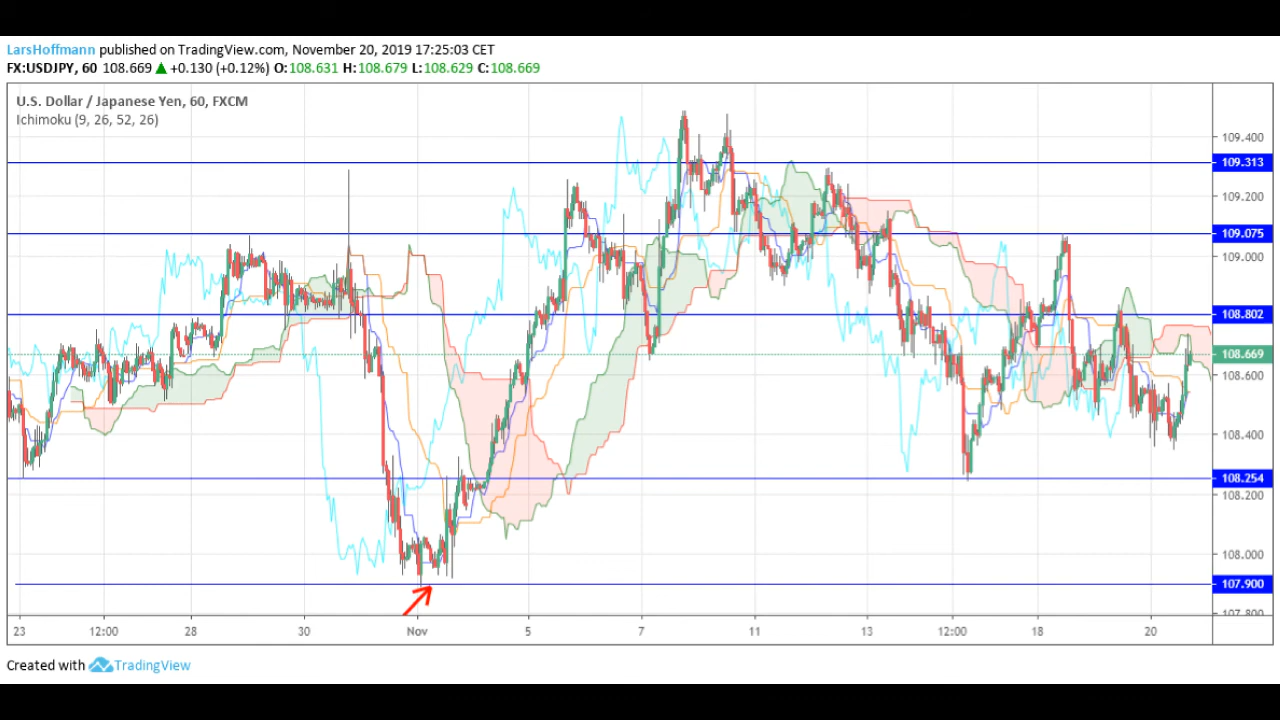 LarsHoffmann published on TradingView.com, November 20, 2019 17:25:03 CET
FX:USDJPY, 60 108.669 ▲ +0.130 (+0.12%) O:108.631 H:108.679 L:108.629 C:108.669
U.S. Dollar / Japanese Yen, 60, FXCM
Ichimoku (9, 26, 52, 26)
109.400
109.313
109.200
109.075
109.000
108.802
108.669
108.600
108.400
108.254
108.200
108.000
107.900
107.800
23 12:00 28 30 Nov 5 7 11 13 12:00 18 20
Created with TradingView